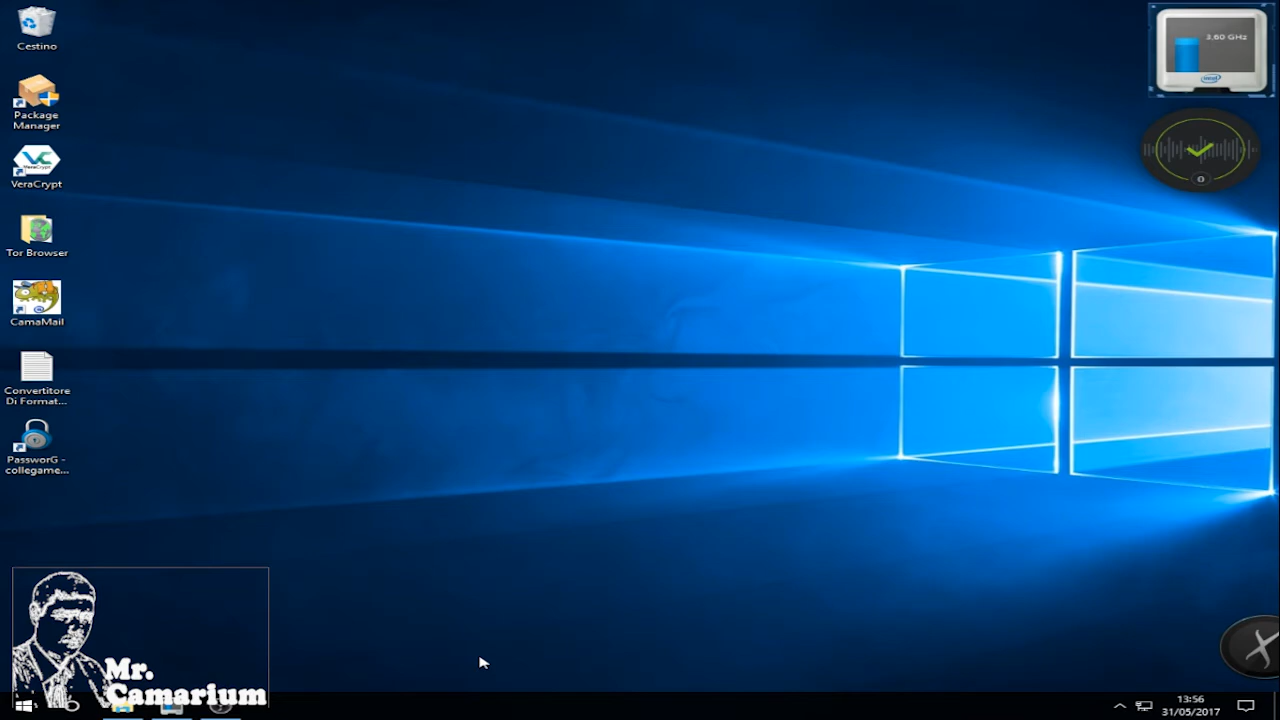 Cestino
Package
Manager
VeraCrypt
Tor Browser
CamaMail
Convertitore
Di Format...
PassworG -
collegame...
3.60 GHz
intel
Mr.
Camarium
13:56
31/05/2017